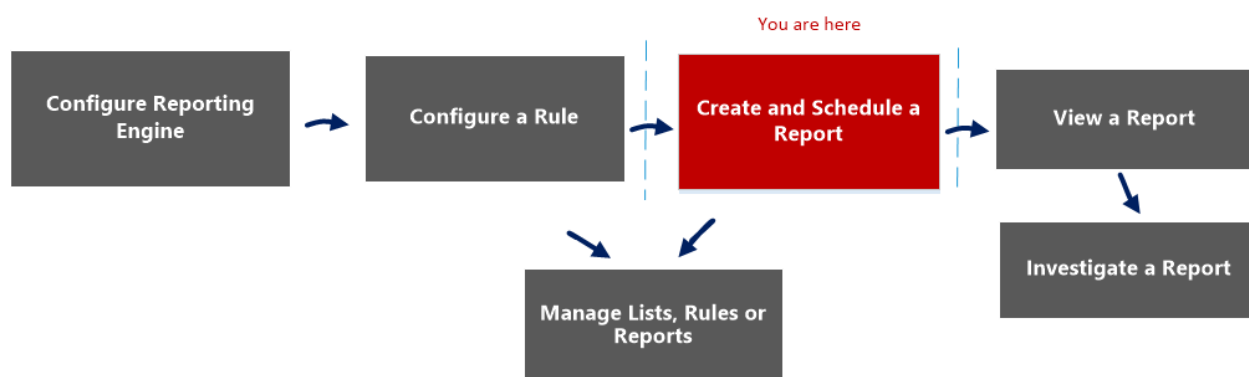 You are here
Configure Reporting
Engine
Configure a Rule
Create and Schedule a
Report
View a Report
Manage Lists, Rules or
Reports
Investigate a Report